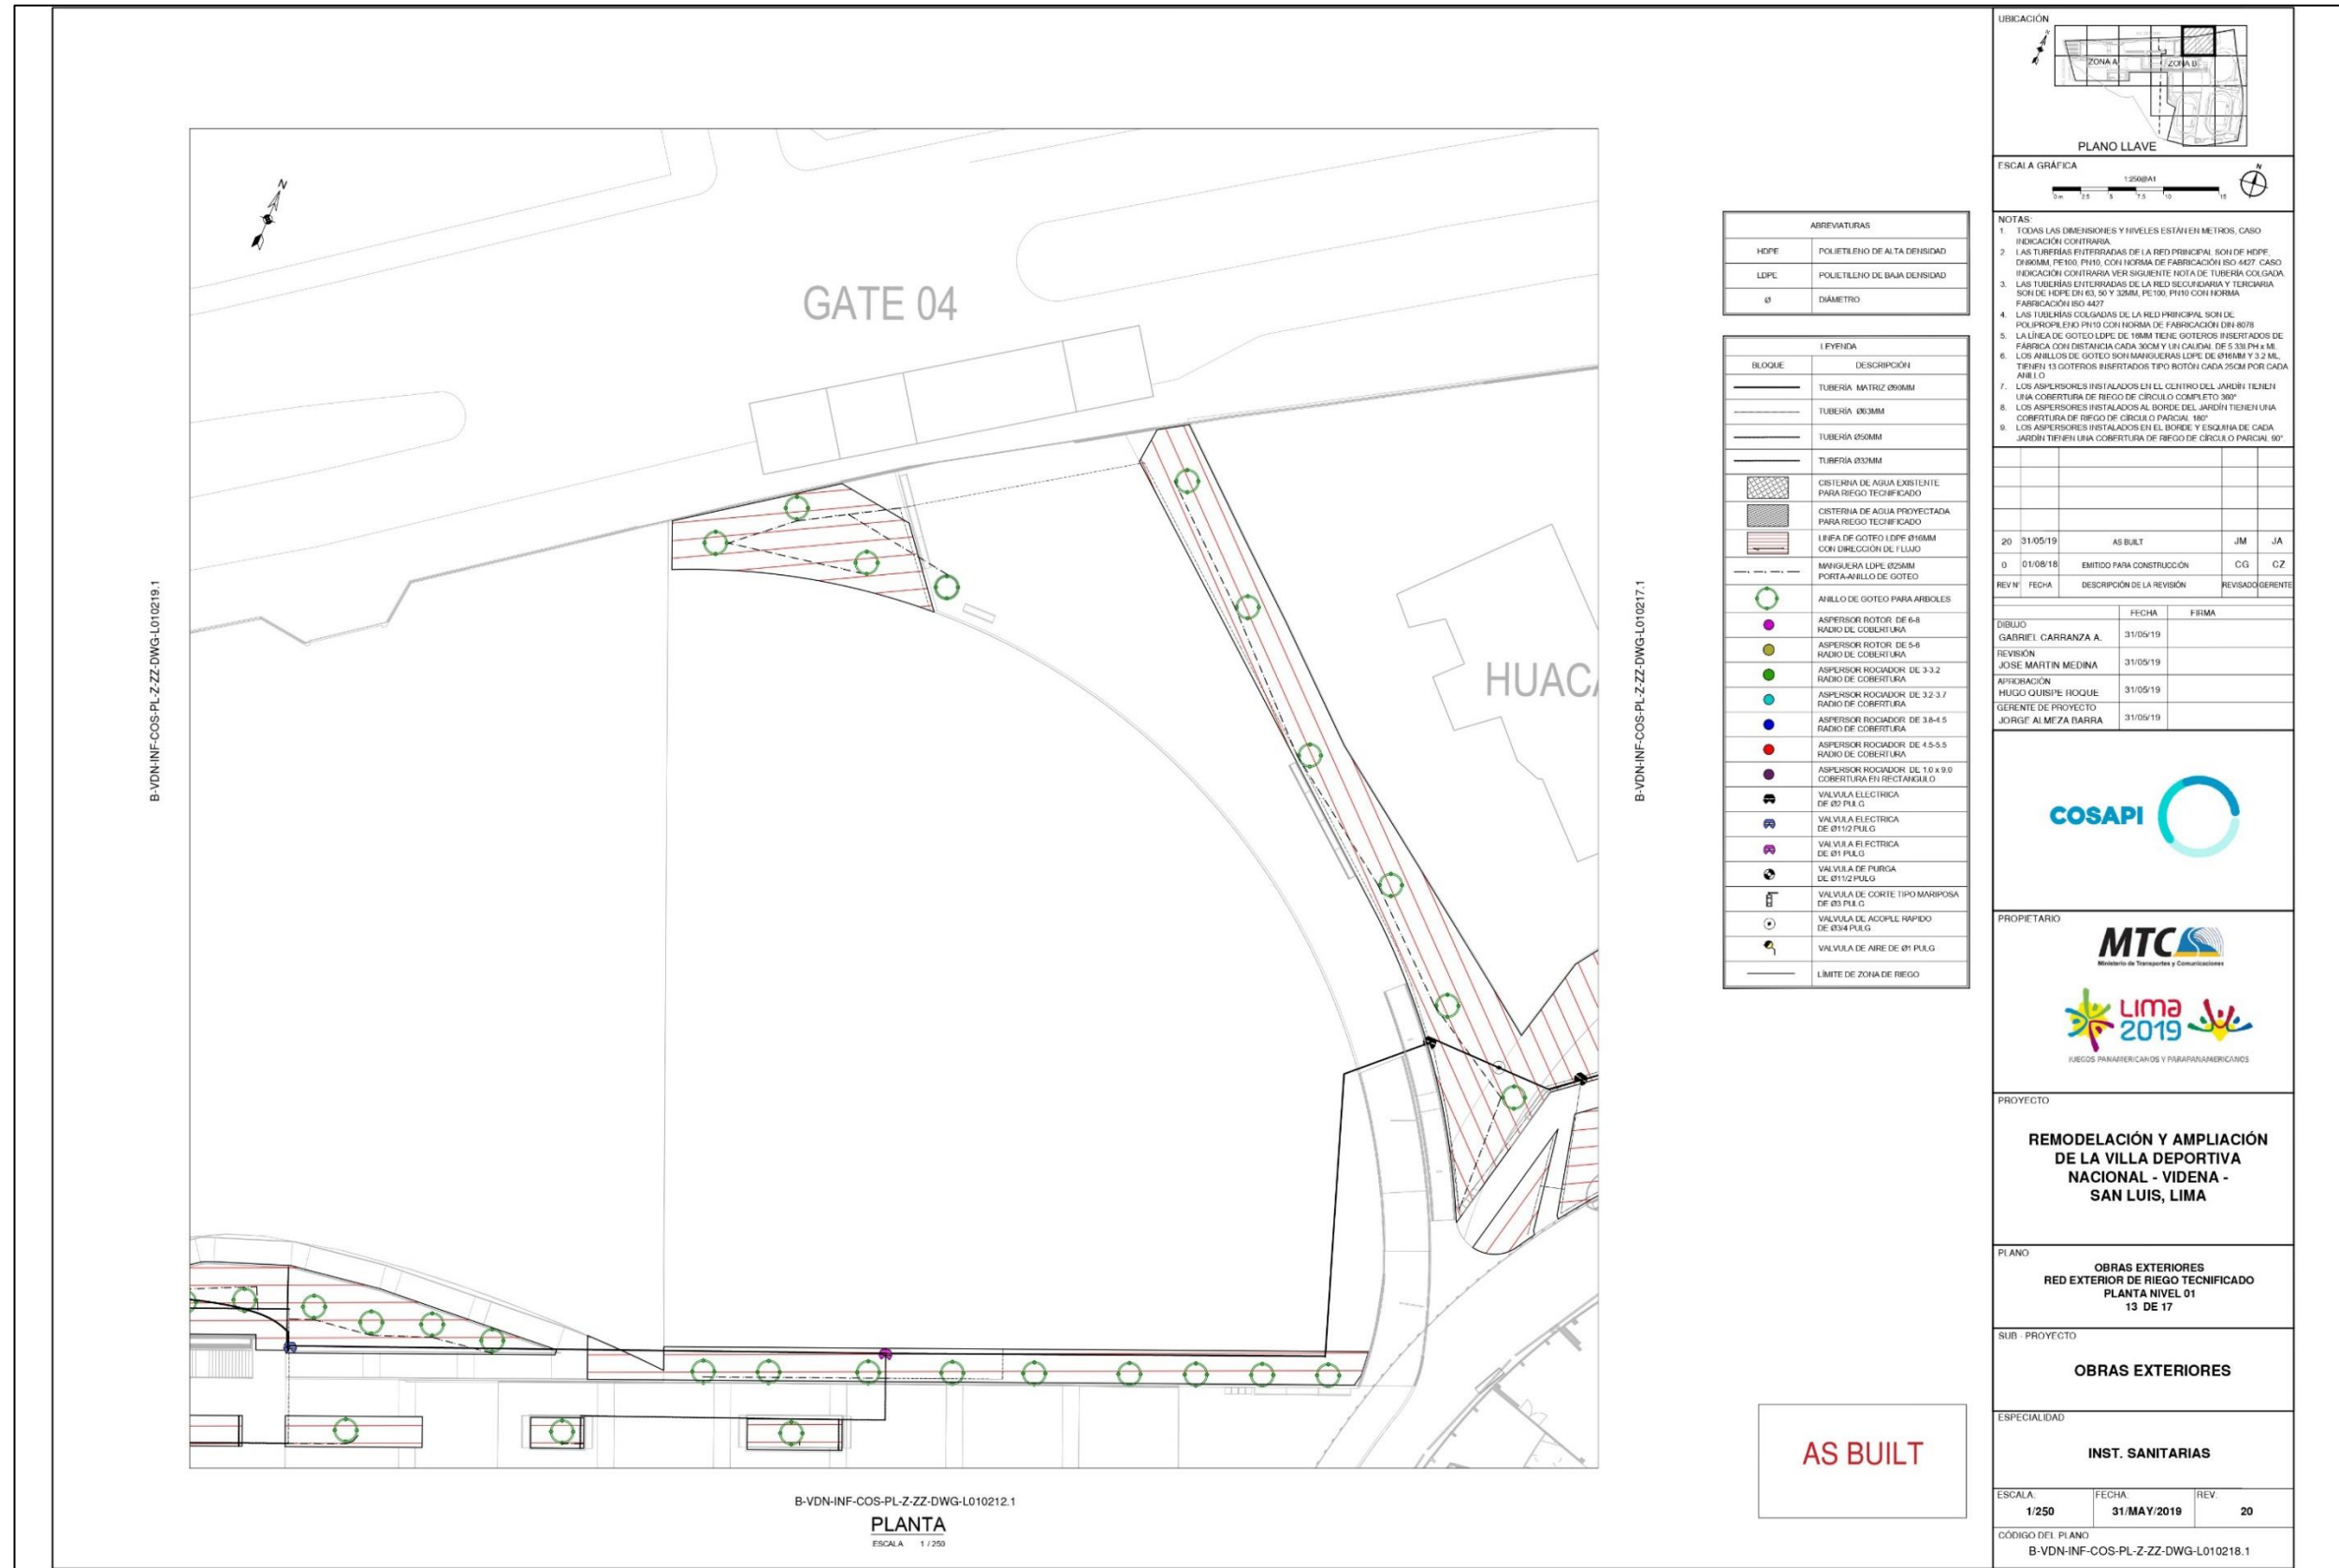 UBICACIÓN
ZONA A
ZONA B
PLANO LLAVE
ESCALA GRÁFICA
1:250@A1
0 m 2.5 5 7.5 10 15
N
NOTAS:
1. TODAS LAS DIMENSIONES Y NIVELES ESTÁN EN METROS, CASO
INDICACIÓN CONTRARIA.
2. LAS TUBERÍAS ENTERRADAS DE LA RED PRINCIPAL SON DE HDPE,
DN90MM, PE100, PN10, CON NORMA DE FABRICACIÓN ISO 4427. CASO
INDICACIÓN CONTRARIA VER SIGUIENTE NOTA DE TUBERÍA COLGADA.
3. LAS TUBERÍAS ENTERRADAS DE LA RED SECUNDARIA Y TERCIARIA
SON DE HDPE DN 63, 50 Y 32MM, PE100, PN10 CON NORMA
FABRICACIÓN ISO 4427
4. LAS TUBERÍAS COLGADAS DE LA RED PRINCIPAL SON DE
POLIPROPILENO PN10 CON NORMA DE FABRICACIÓN DIN-8078
5. LA LÍNEA DE GOTEO LDPE DE 16MM TIENE GOTEROS INSERTADOS DE
FÁBRICA CON DISTANCIA CADA 30CM Y UN CAUDAL DE 5.33LPH x ML.
6. LOS ANILLOS DE GOTEO SON MANGUERAS LDPE DE Ø16MM Y 3.2 ML,
TIENEN 13 GOTEROS INSERTADOS TIPO BOTÓN CADA 25CM POR CADA
ANILLO
7. LOS ASPERSORES INSTALADOS EN EL CENTRO DEL JARDÍN TIENEN
UNA COBERTURA DE RIEGO DE CÍRCULO COMPLETO 360°
8. LOS ASPERSORES INSTALADOS AL BORDE DEL JARDÍN TIENEN UNA
COBERTURA DE RIEGO DE CÍRCULO PARCIAL 180°
9. LOS ASPERSORES INSTALADOS EN EL BORDE Y ESQUINA DE CADA
JARDÍN TIENEN UNA COBERTURA DE RIEGO DE CÍRCULO PARCIAL 90°
20 31/05/19 AS BUILT JM JA
0 01/08/18 EMITIDO PARA CONSTRUCCIÓN CG CZ
REV N° FECHA DESCRIPCIÓN DE LA REVISIÓN REVISADO GERENTE
FECHA FIRMA
DIBUJO
GABRIEL CARRANZA A. 31/05/19
REVISIÓN
JOSE MARTIN MEDINA 31/05/19
APROBACIÓN
HUGO QUISPE ROQUE 31/05/19
GERENTE DE PROYECTO
JORGE ALMEZA BARRA 31/05/19
COSAPI
PROPIETARIO
MTC
Ministerio de Transportes y Comunicaciones
LIMA
2019
JUEGOS PANAMERICANOS Y PARAPANAMERICANOS
PROYECTO
REMODELACIÓN Y AMPLIACIÓN
DE LA VILLA DEPORTIVA
NACIONAL - VIDENA -
SAN LUIS, LIMA
PLANO
OBRAS EXTERIORES
RED EXTERIOR DE RIEGO TECNIFICADO
PLANTA NIVEL 01
13 DE 17
SUB - PROYECTO
OBRAS EXTERIORES
ESPECIALIDAD
INST. SANITARIAS
ESCALA: FECHA: REV.
1/250 31/MAY/2019 20
CÓDIGO DEL PLANO
B-VDN-INF-COS-PL-Z-ZZ-DWG-L010218.1
ABREVIATURAS
HDPE POLIETILENO DE ALTA DENSIDAD
LDPE POLIETILENO DE BAJA DENSIDAD
Ø DIÁMETRO
LEYENDA
BLOQUE DESCRIPCIÓN
TUBERÍA MATRIZ Ø90MM
TUBERÍA Ø63MM
TUBERÍA Ø50MM
TUBERÍA Ø32MM
CISTERNA DE AGUA EXISTENTE
PARA RIEGO TECNIFICADO
CISTERNA DE AGUA PROYECTADA
PARA RIEGO TECNIFICADO
LINEA DE GOTEO LDPE Ø16MM
CON DIRECCIÓN DE FLUJO
MANGUERA LDPE Ø25MM
PORTA-ANILLO DE GOTEO
ANILLO DE GOTEO PARA ARBOLES
ASPERSOR ROTOR DE 6-8
RADIO DE COBERTURA
ASPERSOR ROTOR DE 5-6
RADIO DE COBERTURA
ASPERSOR ROCIADOR DE 3-3.2
RADIO DE COBERTURA
ASPERSOR ROCIADOR DE 3.2-3.7
RADIO DE COBERTURA
ASPERSOR ROCIADOR DE 3.8-4.5
RADIO DE COBERTURA
ASPERSOR ROCIADOR DE 4.5-5.5
RADIO DE COBERTURA
ASPERSOR ROCIADOR DE 1.0 x 9.0
COBERTURA EN RECTANGULO
VALVULA ELECTRICA
DE Ø2 PULG
VALVULA ELECTRICA
DE Ø11/2 PULG
VALVULA ELECTRICA
DE Ø1 PULG
VALVULA DE PURGA
DE Ø11/2 PULG
VALVULA DE CORTE TIPO MARIPOSA
DE Ø3 PULG
VALVULA DE ACOPLE RAPIDO
DE Ø3/4 PULG
VALVULA DE AIRE DE Ø1 PULG
LÍMITE DE ZONA DE RIEGO
AS BUILT
N
GATE 04
HUACA
B-VDN-INF-COS-PL-Z-ZZ-DWG-L010219.1
B-VDN-INF-COS-PL-Z-ZZ-DWG-L010217.1
B-VDN-INF-COS-PL-Z-ZZ-DWG-L010212.1
PLANTA
ESCALA 1 / 250